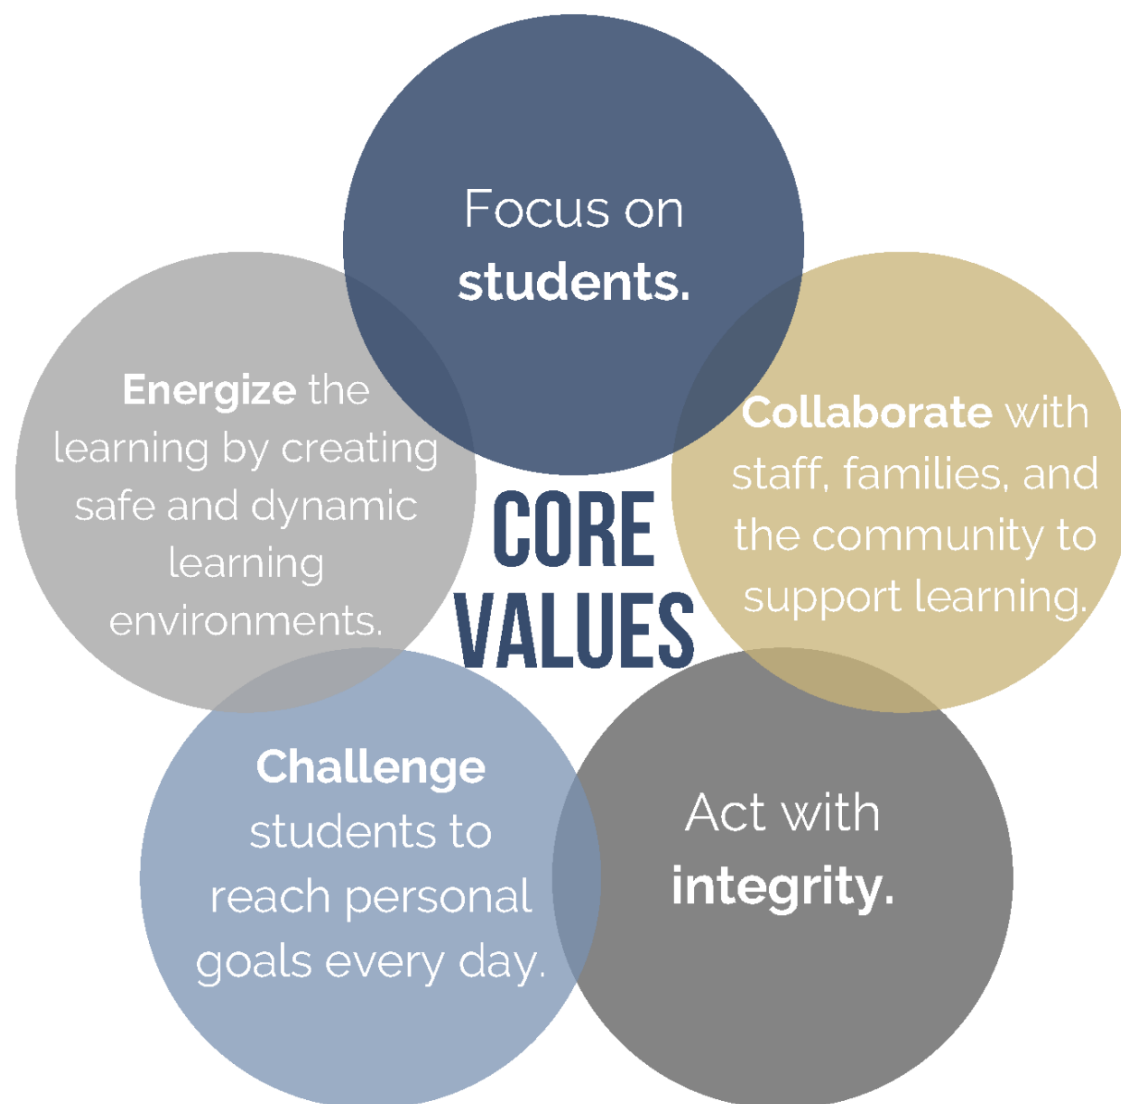 Focus on
students.
Energize the
learning by creating
safe and dynamic
learning
environments.
Collaborate with
staff, families, and
the community to
support learning.
CORE
VALUES
Challenge
students to
reach personal
goals every day.
Act with
integrity.